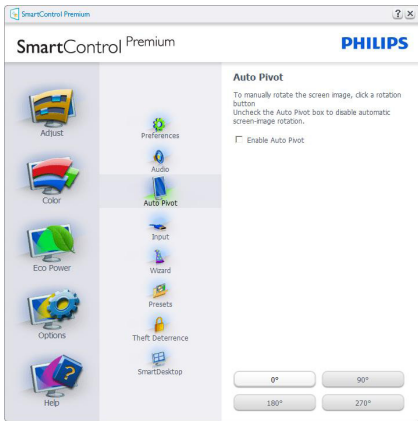 SmartControl Premium
SmartControl Premium
PHILIPS
Adjust
Color
Eco Power
Options
Help
Preferences
Audio
Auto Pivot
Input
Wizard
Presets
Theft Deterrence
SmartDesktop
Auto Pivot
To manually rotate the screen image, click a rotation
button
Uncheck the Auto Pivot box to disable automatic
screen-image rotation.
Enable Auto Pivot
0°
90°
180°
270°